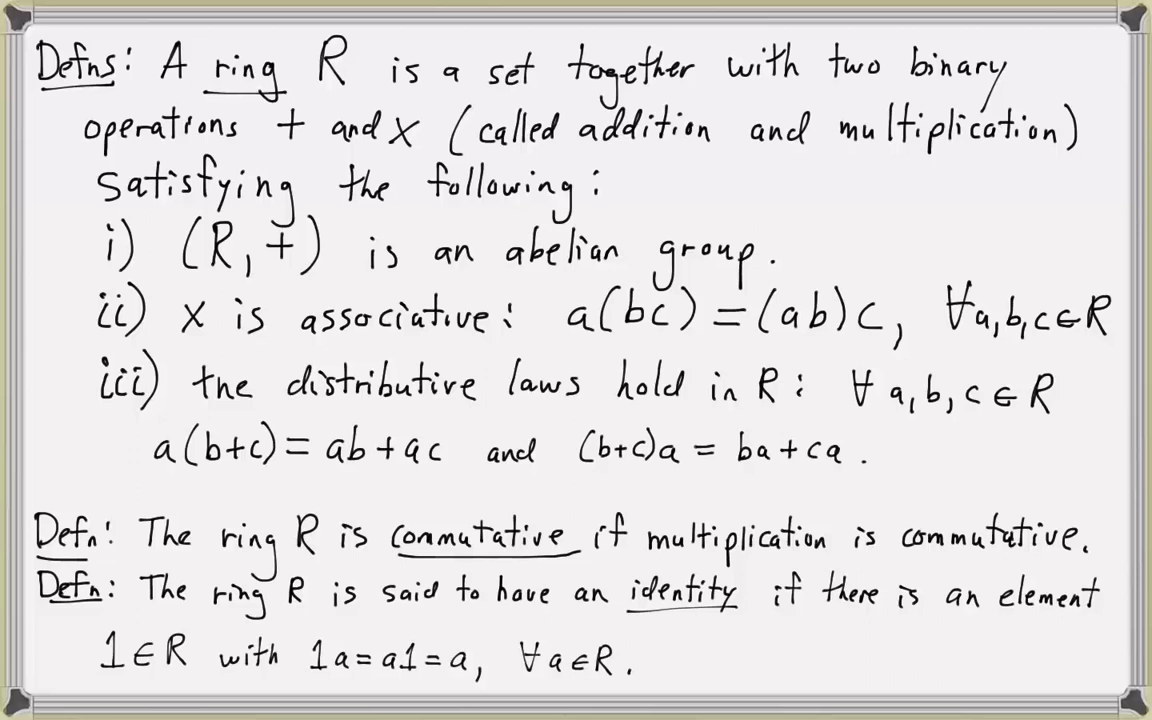 Defns: A ring R is a set together with two binary
operations + and × (called addition and multiplication)
satisfying the following:
i) (R, +) is an abelian group.
ii) × is associative: a(bc) = (ab)c, ∀a,b,c∈R
iii) the distributive laws hold in R: ∀ a,b,c ∈ R
a(b+c) = ab+ac and (b+c)a = ba+ca.
Defn: The ring R is commutative if multiplication is commutative.
Defn: The ring R is said to have an identity if there is an element
1∈R with 1a=a1=a, ∀a∈R.